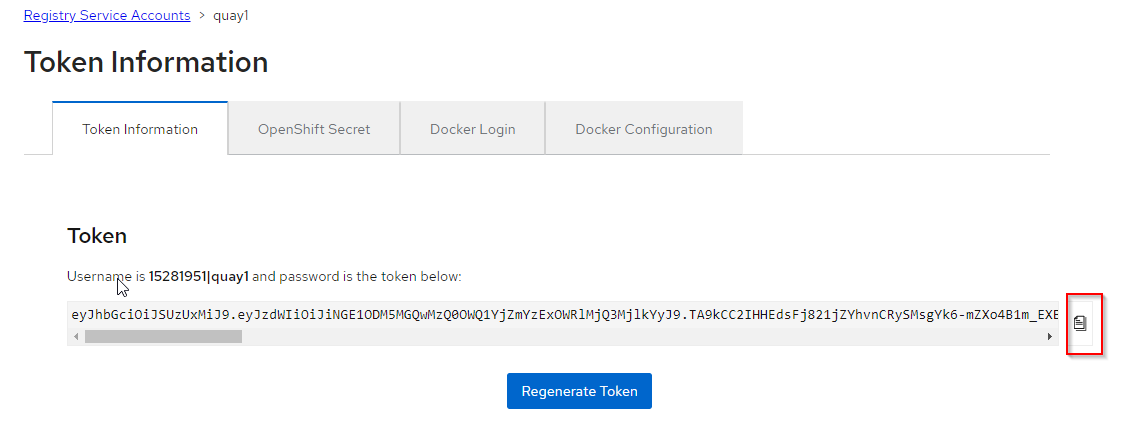 Registry Service Accounts > quay1
Token Information
Token Information OpenShift Secret Docker Login Docker Configuration
Token
Username is 15281951|quay1 and password is the token below:
eyJhbGciOiJSUzUxMiJ9.eyJzdWIiOiJiNGE1ODM5MGQwMzQ0OWQ1YjZmYzExOWRlMjQ3MjlkYyJ9.TA9kCC2IHHEdsFj821jZYhvnCRySMsgYk6-mZXo4B1m_EXE
Regenerate Token